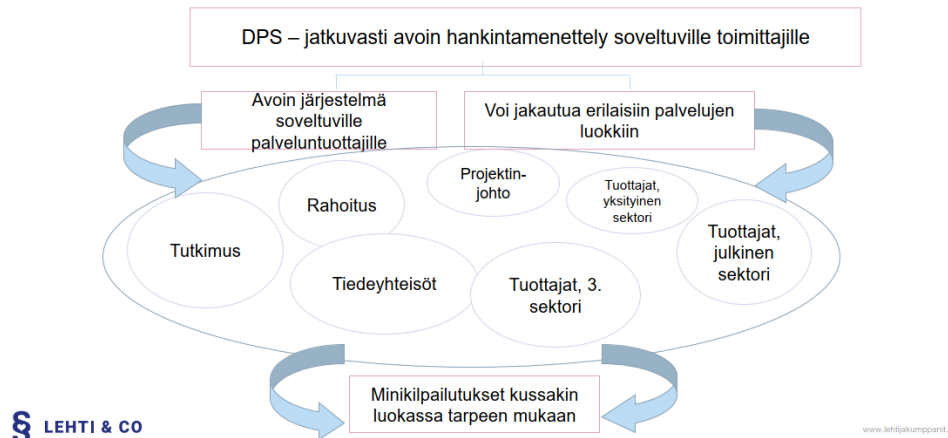 DPS – jatkuvasti avoin hankintamenettely soveltuville toimittajille
Avoin järjestelmä
soveltuville
palveluntuottajille
Voi jakautua erilaisiin palvelujen
luokkiin
Projektin-
johto
Tuottajat,
yksityinen
sektori
Rahoitus
Tutkimus
Tuottajat,
julkinen
sektori
Tiedeyhteisöt
Tuottajat, 3.
sektori
Minikilpailutukset kussakin
luokassa tarpeen mukaan
§ LEHTI & CO
www.lehtijakumppanit.